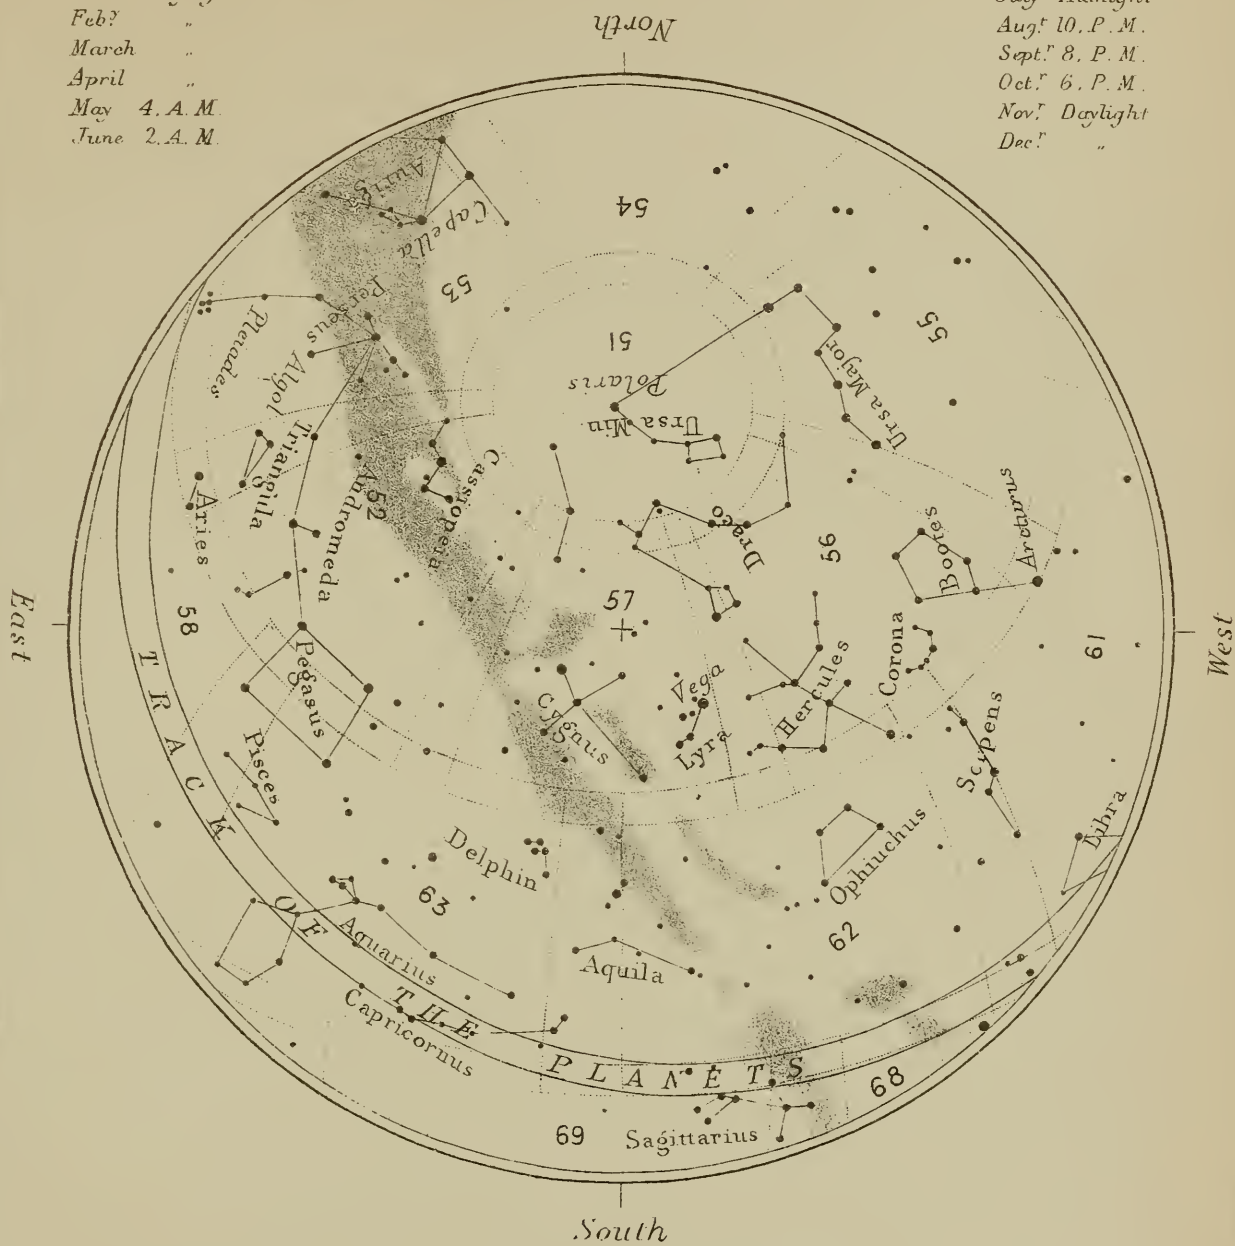 Feb? "
March "
April "
May 4. A. M.
June 2. A. M.
Aug.t 10. P. M.
Sept.r 8. P. M.
Oct.r 6. P. M.
Nov.r Daylight
Dec.r "
North
East
West
South
Auriga
Capella
54
53
Perseus
Pleiades
Algol
55
51
Polaris
Ursa Min.
Ursa Major
Triangula
Aries
Andromeda
52
Cassiopeia
Draco
56
Bootes
Arcturus
57
58
Pegasus
Pisces
Cygnus
Vega
Lyra
Hercules
Corona
Serpens
61
Libra
Delphin
63
Ophiuchus
62
Aquarius
Aquila
Capricornus
TRACK OF THE PLANETS
68
69
Sagittarius